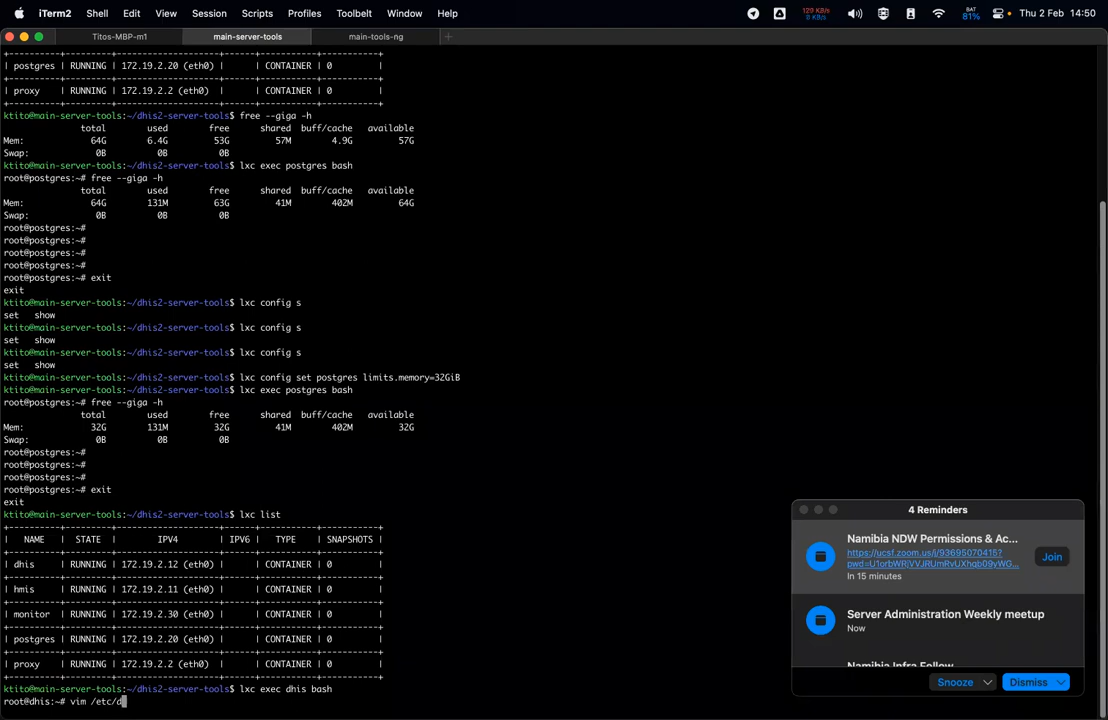 iTerm2 Shell Edit View Session Scripts Profiles Toolbelt Window Help 120 KB/s 0 KB/s BAT 81% Thu 2 Feb 14:50
Titos-MBP-m1 main-server-tools main-tools-ng +
+----------+---------+--------------------+------+-----------+-----------+
| postgres | RUNNING | 172.19.2.20 (eth0) | | CONTAINER | 0 |
+----------+---------+--------------------+------+-----------+-----------+
| proxy | RUNNING | 172.19.2.2 (eth0) | | CONTAINER | 0 |
+----------+---------+--------------------+------+-----------+-----------+
ktito@main-server-tools:~/dhis2-server-tools$ free --giga -h
total used free shared buff/cache available
Mem: 64G 6.4G 53G 57M 4.9G 57G
Swap: 0B 0B 0B
ktito@main-server-tools:~/dhis2-server-tools$ lxc exec postgres bash
root@postgres:~# free --giga -h
total used free shared buff/cache available
Mem: 64G 131M 63G 41M 402M 64G
Swap: 0B 0B 0B
root@postgres:~#
root@postgres:~#
root@postgres:~#
root@postgres:~#
root@postgres:~# exit
exit
ktito@main-server-tools:~/dhis2-server-tools$ lxc config s
set show
ktito@main-server-tools:~/dhis2-server-tools$ lxc config s
set show
ktito@main-server-tools:~/dhis2-server-tools$ lxc config s
set show
ktito@main-server-tools:~/dhis2-server-tools$ lxc config set postgres limits.memory=32GiB
ktito@main-server-tools:~/dhis2-server-tools$ lxc exec postgres bash
root@postgres:~# free --giga -h
total used free shared buff/cache available
Mem: 32G 131M 32G 41M 402M 32G
Swap: 0B 0B 0B
root@postgres:~#
root@postgres:~#
root@postgres:~#
root@postgres:~# exit
exit
ktito@main-server-tools:~/dhis2-server-tools$ lxc list
+----------+---------+--------------------+------+-----------+-----------+
| NAME | STATE | IPV4 | IPV6 | TYPE | SNAPSHOTS |
+----------+---------+--------------------+------+-----------+-----------+
| dhis | RUNNING | 172.19.2.12 (eth0) | | CONTAINER | 0 |
+----------+---------+--------------------+------+-----------+-----------+
| hmis | RUNNING | 172.19.2.11 (eth0) | | CONTAINER | 0 |
+----------+---------+--------------------+------+-----------+-----------+
| monitor | RUNNING | 172.19.2.30 (eth0) | | CONTAINER | 0 |
+----------+---------+--------------------+------+-----------+-----------+
| postgres | RUNNING | 172.19.2.20 (eth0) | | CONTAINER | 0 |
+----------+---------+--------------------+------+-----------+-----------+
| proxy | RUNNING | 172.19.2.2 (eth0) | | CONTAINER | 0 |
+----------+---------+--------------------+------+-----------+-----------+
ktito@main-server-tools:~/dhis2-server-tools$ lxc exec dhis bash
root@dhis:~# vim /etc/d
4 Reminders
Namibia NDW Permissions & Ac...
https://ucsf.zoom.us/j/93695070415?
Join
In 15 minutes
Server Administration Weekly meetup
Now
Namibia Infra Follow
Snooze Dismiss